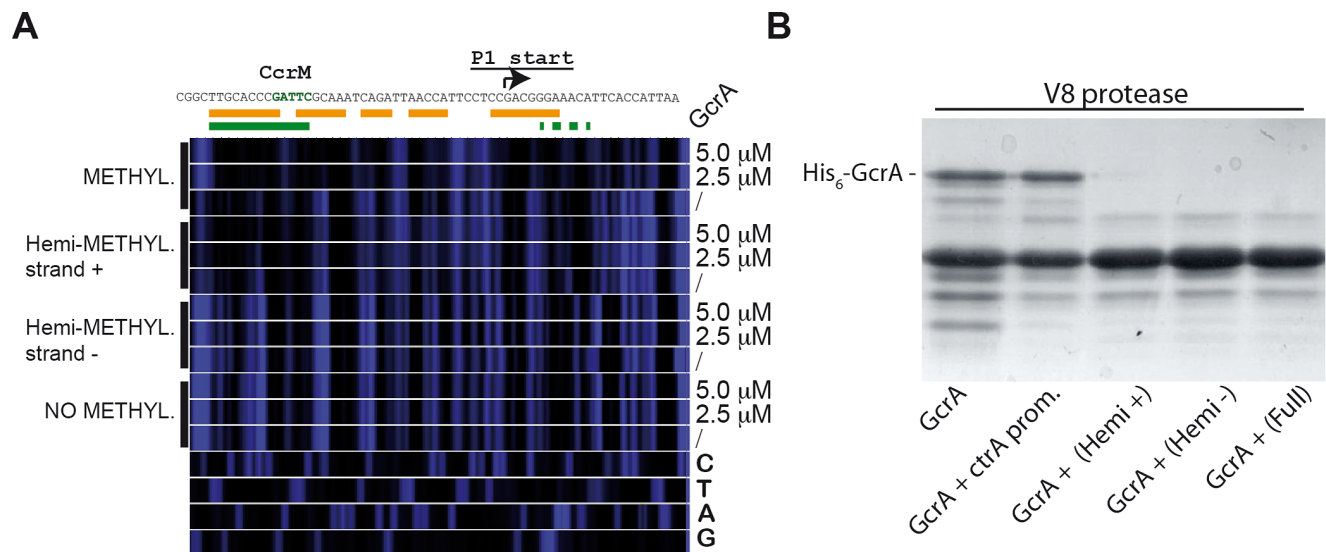 A
P1 start
CcrM
CGGCTTGCACCCGATTCGCAAATCAGATTAACCATTCCTCCGACGGGAAACATTCACCATTAA
GcrA
METHYL.
5.0 µM
2.5 µM
/
Hemi-METHYL.
strand +
5.0 µM
2.5 µM
/
Hemi-METHYL.
strand -
5.0 µM
2.5 µM
/
NO METHYL.
5.0 µM
2.5 µM
/
C
T
A
G
B
V8 protease
His6-GcrA -
GcrA
GcrA + ctrA prom.
GcrA + (Hemi +)
GcrA + (Hemi -)
GcrA + (Full)